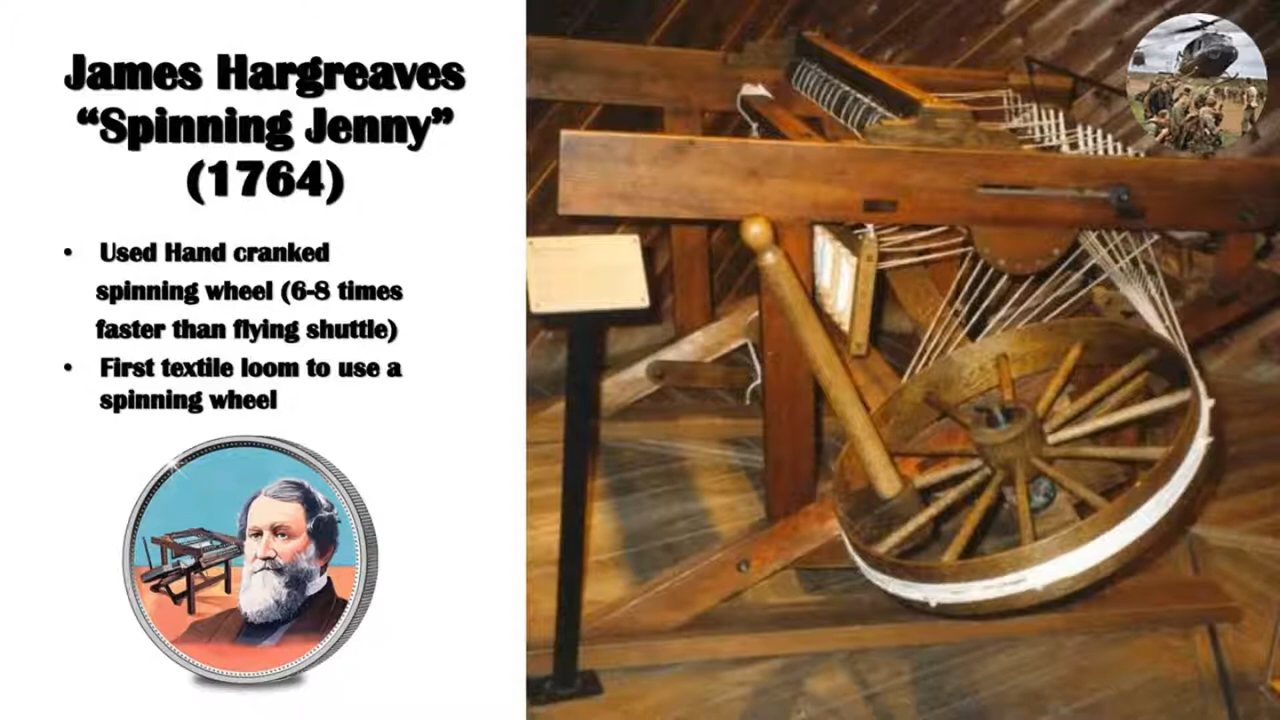 James Hargreaves
“Spinning Jenny”
(1764)
• Used Hand cranked
spinning wheel (6-8 times
faster than flying shuttle)
• First textile loom to use a
spinning wheel